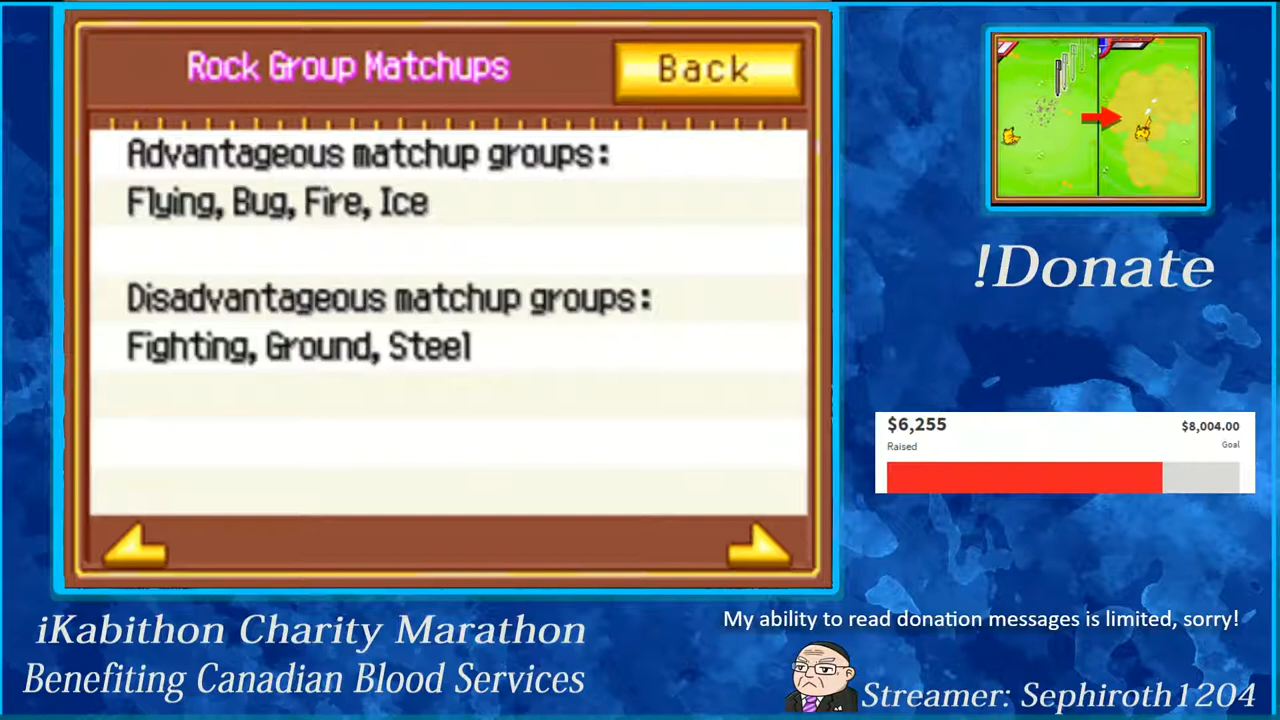 Rock Group Matchups
Back
Advantageous matchup groups:
Flying, Bug, Fire, Ice
Disadvantageous matchup groups:
Fighting, Ground, Steel
!Donate
$6,255
$8,004.00
Raised
Goal
My ability to read donation messages is limited, sorry!
iKabithon Charity Marathon
Benefiting Canadian Blood Services
Streamer: Sephiroth1204